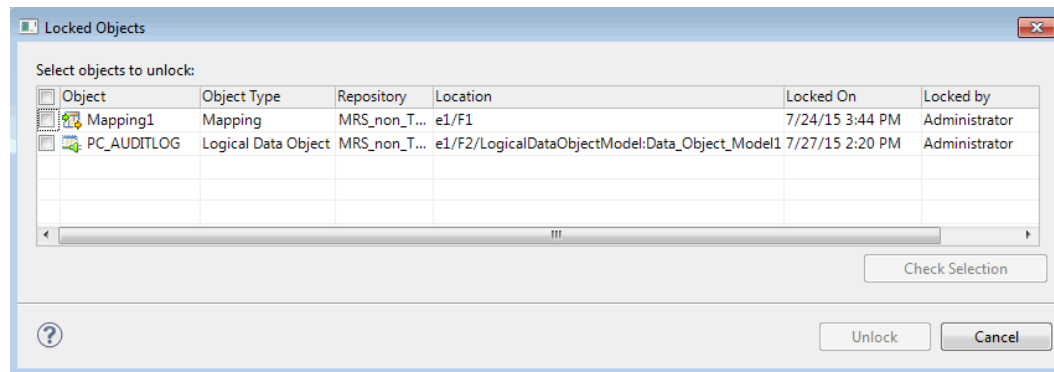 Locked Objects
Select objects to unlock:
Object Object Type Repository Location Locked On Locked by
Mapping1 Mapping MRS_non_T... e1/F1 7/24/15 3:44 PM Administrator
PC_AUDITLOG Logical Data Object MRS_non_T... e1/F2/LogicalDataObjectModel:Data_Object_Model1 7/27/15 2:20 PM Administrator
Check Selection
Unlock Cancel